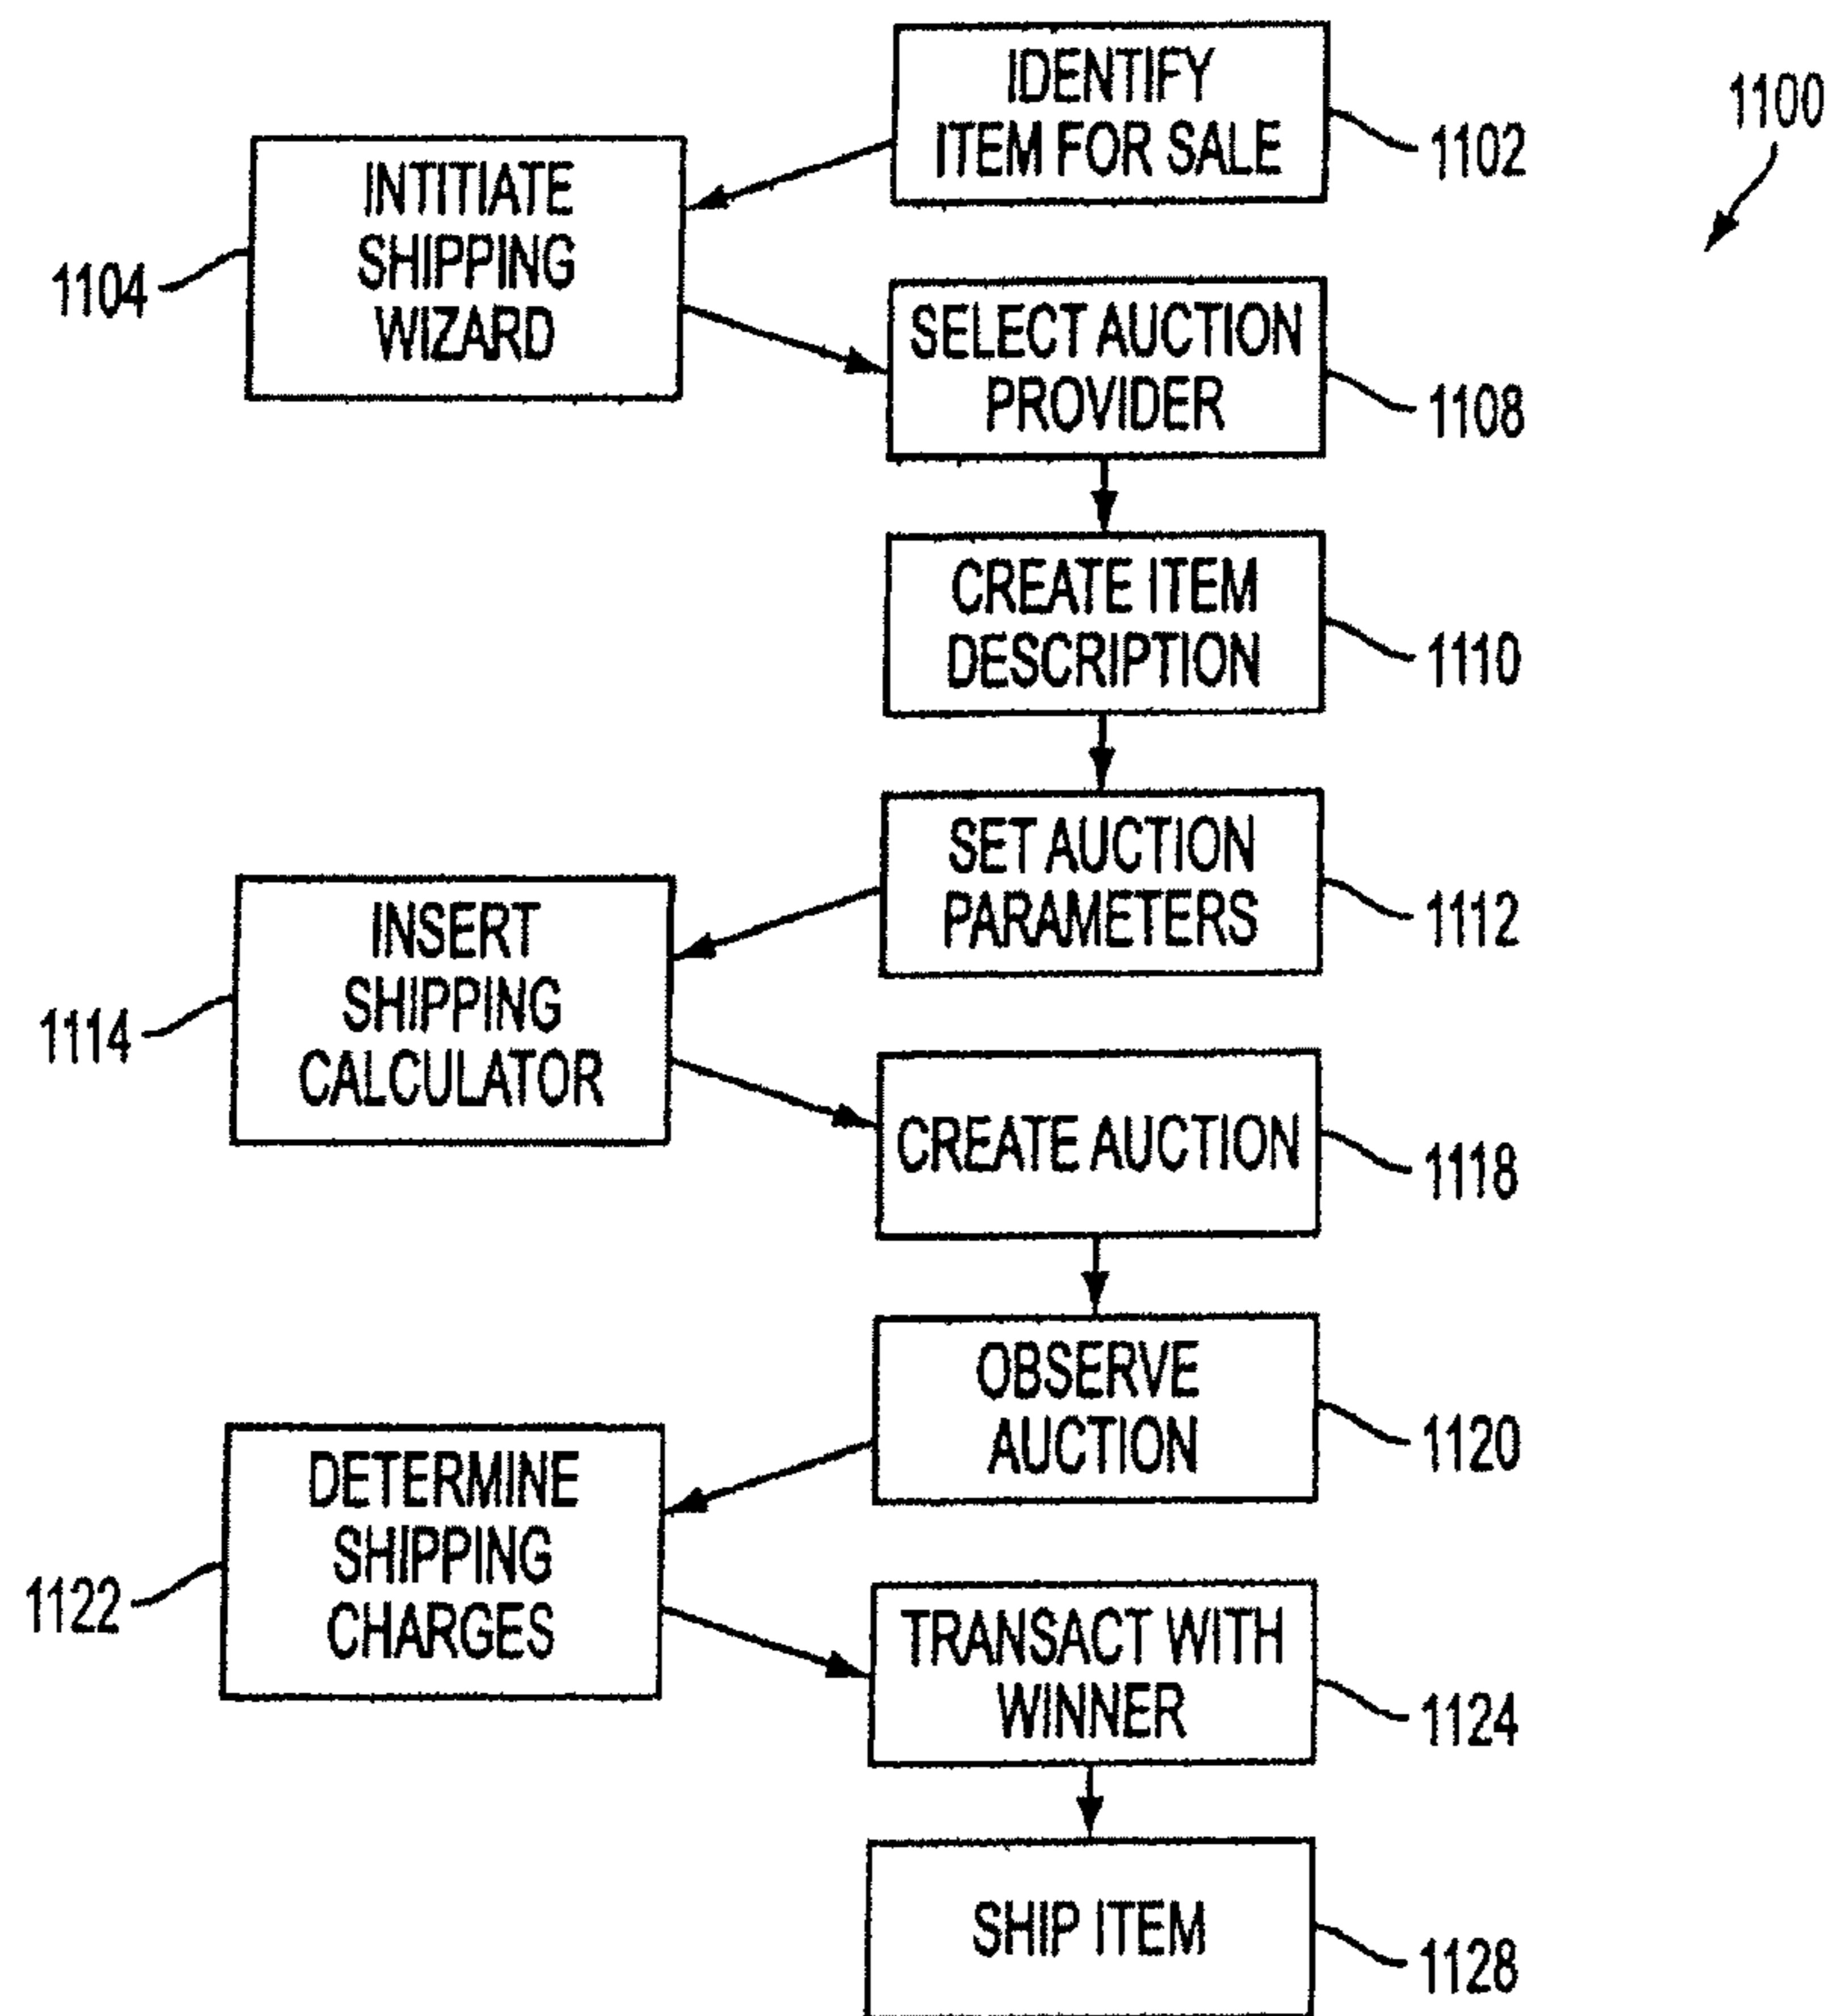 IDENTIFY
ITEM FOR SALE
1102
1100
INTITIATE
SHIPPING
WIZARD
1104
SELECT AUCTION
PROVIDER
1108
CREATE ITEM
DESCRIPTION
1110
SET AUCTION
PARAMETERS
1112
INSERT
SHIPPING
CALCULATOR
1114
CREATE AUCTION
1118
OBSERVE
AUCTION
1120
DETERMINE
SHIPPING
CHARGES
1122
TRANSACT WITH
WINNER
1124
SHIP ITEM
1128